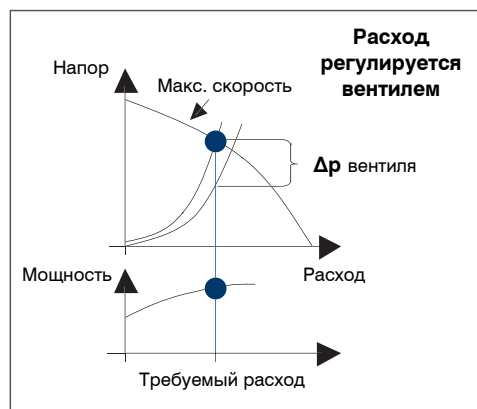 Расход
регулируется
вентилем
Напор
Макс. скорость
Δp вентиля
Мощность
Расход
Требуемый расход